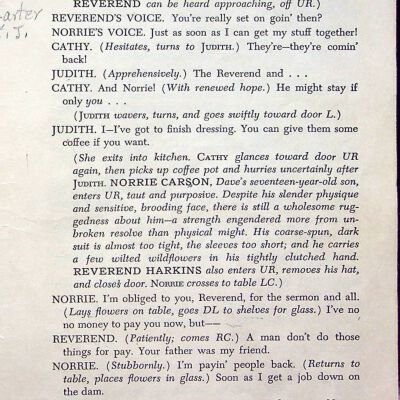 REVEREND can be heard approaching, off UR.)
arter
REVEREND'S VOICE. You're really set on goin' then?
. J.
NORRIE'S VOICE. Just as soon as I can get my stuff together!
CATHY. (Hesitates, turns to JUDITH.) They're—they're comin'
back!
JUDITH. (Apprehensively.) The Reverend and . . .
CATHY. And Norrie! (With renewed hope.) He might stay if
only you . . .
(JUDITH wavers, turns, and goes swiftly toward door L.)
JUDITH. I—I've got to finish dressing. You can give them some
coffee if you want.
(She exits into kitchen. CATHY glances toward door UR
again, then picks up coffee pot and hurries uncertainly after
JUDITH. NORRIE CARSON, Dave's seventeen-year-old son,
enters UR, taut and purposive. Despite his slender physique
and sensitive, brooding face, there is still a wholesome rug-
gedness about him—a strength engendered more from un-
broken resolve than physical might. His coarse-spun, dark
suit is almost too tight, the sleeves too short; and he carries
a few wilted wildflowers in his tightly clutched hand.
REVEREND HARKINS also enters UR, removes his hat,
and closes door. NORRIE crosses to table LC.)
NORRIE. I'm obliged to you, Reverend, for the sermon and all.
(Lays flowers on table, goes DL to shelves for glass.) I've no
no money to pay you now, but——
REVEREND. (Patiently; comes RC.) A man don't do those
things for pay. Your father was my friend.
NORRIE. (Stubbornly.) I'm payin' people back. (Returns to
table, places flowers in glass.) Soon as I get a job down on
the dam.